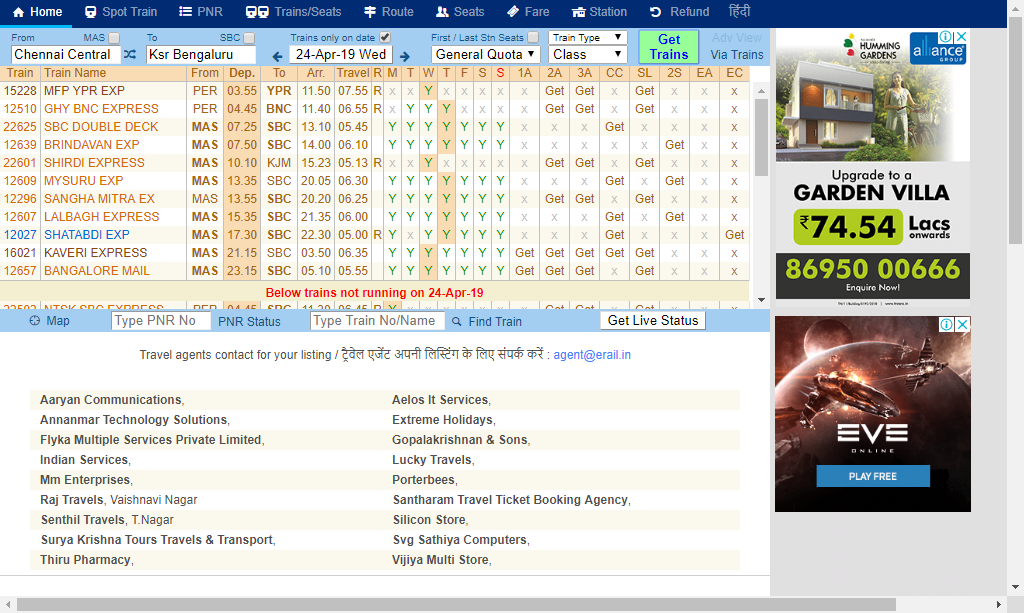 Home Spot Train PNR Trains/Seats Route Seats Fare Station Refund हिंदी
From MAS To SBC Trains only on date First / Last Stn Seats Train Type Get Trains Adv View
Chennai Central Ksr Bengaluru 24-Apr-19 Wed General Quota Class Via Trains
Train Train Name From Dep. To Arr. Travel R M T W T F S S 1A 2A 3A CC SL 2S EA EC
15228 MFP YPR EXP PER 03.55 YPR 11.50 07.55 R x x Y x x x x x Get Get x Get x x x
12510 GHY BNC EXPRESS PER 04.45 BNC 11.40 06.55 R x Y Y Y x x x x Get Get x Get x x x
22625 SBC DOUBLE DECK MAS 07.25 SBC 13.10 05.45 Y Y Y Y Y Y Y x x x Get x x x x
12639 BRINDAVAN EXP MAS 07.50 SBC 14.00 06.10 Y Y Y Y Y Y Y x x x x x Get x x
22601 SHIRDI EXPRESS MAS 10.10 KJM 15.23 05.13 R x x Y x x x x x Get Get x Get x x x
12609 MYSURU EXP MAS 13.35 SBC 20.05 06.30 Y Y Y Y Y Y Y x x x Get x Get x x
12296 SANGHA MITRA EX MAS 13.55 SBC 20.20 06.25 Y Y Y Y Y Y Y x Get Get x Get x x x
12607 LALBAGH EXPRESS MAS 15.35 SBC 21.35 06.00 Y Y Y Y Y Y Y x x x Get x Get x x
12027 SHATABDI EXP MAS 17.30 SBC 22.30 05.00 R Y x Y Y Y Y Y x x x Get x x x Get
16021 KAVERI EXPRESS MAS 21.15 SBC 03.50 06.35 Y Y Y Y Y Y Y Get Get Get Get Get x x x
12657 BANGALORE MAIL MAS 23.15 SBC 05.10 05.55 Y Y Y Y Y Y Y Get Get Get x Get x x x
Below trains not running on 24-Apr-19
Map Type PNR No PNR Status Type Train No/Name Find Train Get Live Status
Travel agents contact for your listing / ट्रैवेल एजेंट अपनी लिस्टिंग के लिए संपर्क करें : agent@erail.in
Aaryan Communications, Aelos It Services,
Annanmar Technology Solutions, Extreme Holidays,
Flyka Multiple Services Private Limited, Gopalakrishnan & Sons,
Indian Services, Lucky Travels,
Mm Enterprises, Porterbees,
Raj Travels, Vaishnavi Nagar Santharam Travel Ticket Booking Agency,
Senthil Travels, T.Nagar Silicon Store,
Surya Krishna Tours Travels & Transport, Svg Sathiya Computers,
Thiru Pharmacy, Vijiya Multi Store,
HUMMING
GARDENS
alliance
GROUP
Upgrade to a
GARDEN VILLA
₹74.54 Lacs
onwards
86950 00666
Enquire Now!
EVE
ONLINE
PLAY FREE